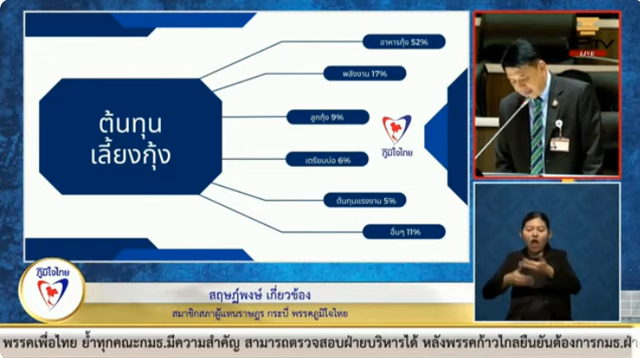 อาหารกุ้ง 52%
พลังงาน 17%
ลูกกุ้ง 9%
เตรียมบ่อ 6%
ต้นทุนแรงงาน 5%
อื่นๆ 11%
ต้นทุน
เลี้ยงกุ้ง
ภูมิใจไทย
LIVE
ภูมิใจไทย
สฤษฎ์พงษ์ เกี่ยวข้อง
สมาชิกสภาผู้แทนราษฎร กระบี่ พรรคภูมิใจไทย
พรรคเพื่อไทย ย้ำทุกคณะกมธ.มีความสำคัญ สามารถตรวจสอบฝ่ายบริหารได้ หลังพรรคก้าวไกลยืนยันต้องการกมธ.ฝ่า